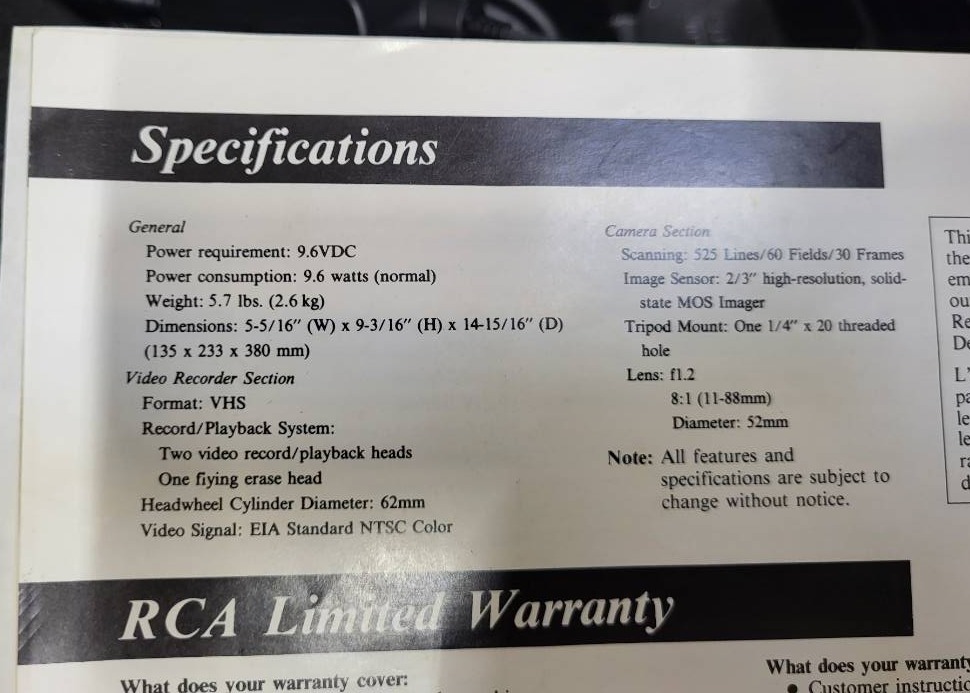 Specifications
General
Power requirement: 9.6VDC
Power consumption: 9.6 watts (normal)
Weight: 5.7 lbs. (2.6 kg)
Dimensions: 5-5/16" (W) x 9-3/16" (H) x 14-15/16" (D)
(135 x 233 x 380 mm)
Video Recorder Section
Format: VHS
Record/Playback System:
Two video record/playback heads
One flying erase head
Headwheel Cylinder Diameter: 62mm
Video Signal: EIA Standard NTSC Color
Camera Section
Scanning: 525 Lines/60 Fields/30 Frames
Image Sensor: 2/3" high-resolution, solid-
state MOS Imager
Tripod Mount: One 1/4" x 20 threaded
hole
Lens: f1.2
8:1 (11-88mm)
Diameter: 52mm
Note: All features and
specifications are subject to
change without notice.
RCA Limited Warranty
What does your warranty cover:
What does your warranty